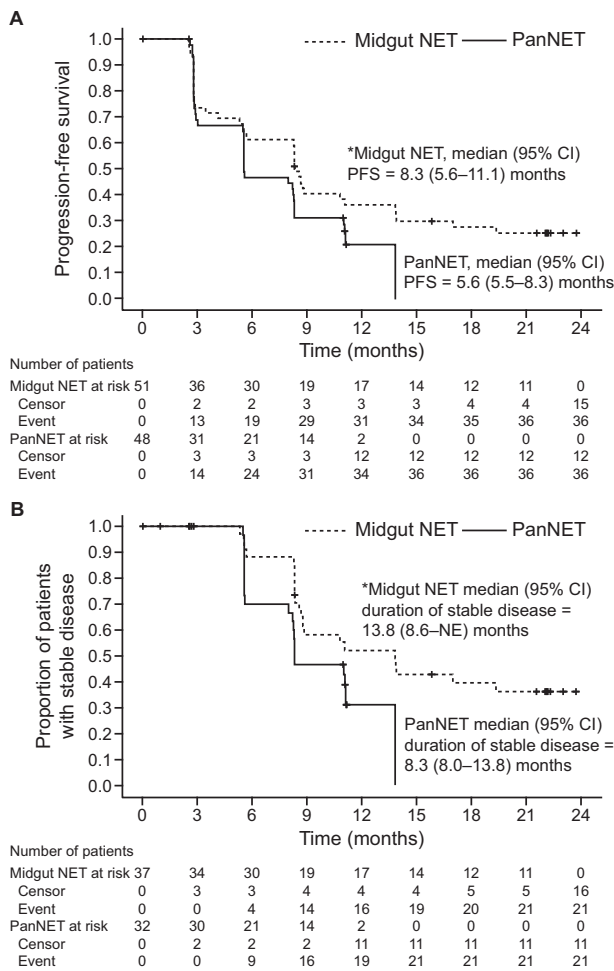 A
Midgut NET PanNET
1.0
0.9
0.8
0.7
0.6
0.5
0.4
0.3
0.2
0.1
0.0
Progression-free survival
*Midgut NET, median (95% CI)
PFS = 8.3 (5.6–11.1) months
PanNET, median (95% CI)
PFS = 5.6 (5.5–8.3) months
0 3 6 9 12 15 18 21 24
Time (months)
Number of patients
Midgut NET at risk 51 36 30 19 17 14 12 11 0
Censor 0 2 2 3 3 3 4 4 15
Event 0 13 19 29 31 34 35 36 36
PanNET at risk 48 31 21 14 2 0 0 0 0
Censor 0 3 3 3 12 12 12 12 12
Event 0 14 24 31 34 36 36 36 36
B
Midgut NET PanNET
1.0
0.9
0.8
0.7
0.6
0.5
0.4
0.3
0.2
0.1
0.0
Proportion of patients
with stable disease
*Midgut NET median (95% CI)
duration of stable disease =
13.8 (8.6–NE) months
PanNET median (95% CI)
duration of stable disease =
8.3 (8.0–13.8) months
0 3 6 9 12 15 18 21 24
Time (months)
Number of patients
Midgut NET at risk 37 34 30 19 17 14 12 11 0
Censor 0 3 3 4 4 4 5 5 16
Event 0 0 4 14 16 19 20 21 21
PanNET at risk 32 30 21 14 2 0 0 0 0
Censor 0 2 2 2 11 11 11 11 11
Event 0 0 9 16 19 21 21 21 21